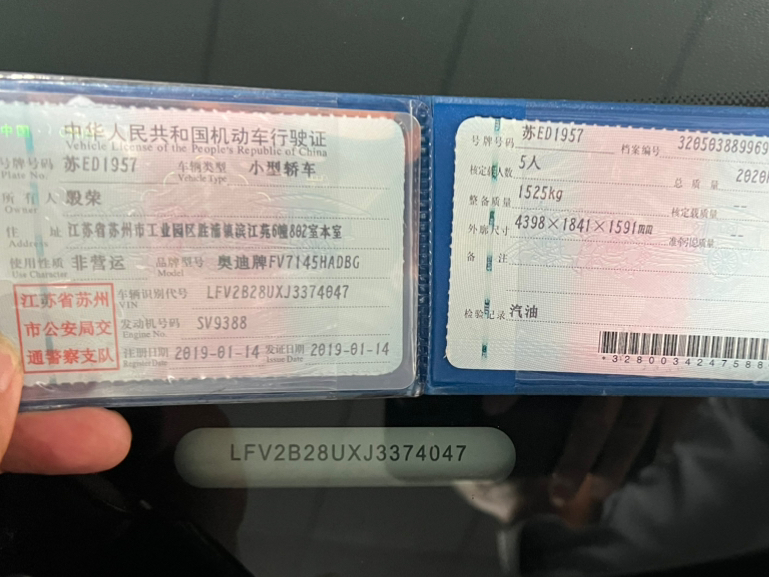 中国
中华人民共和国机动车行驶证
Vehicle License of the People's Republic of China
号牌号码 苏ED1957 车辆类型 小型轿车
Plate No. Vehicle Type
所有人 殷荣
Owner
住址 江苏省苏州市工业园区胜浦镇滨江苑6幢802室本室
Address
使用性质 非营运 品牌型号 奥迪牌FV7145HADBG
Use Character Model
江苏省苏州
市公安局交
通警察支队
车辆识别代号 LFV2B28UXJ3374047
VIN
发动机号码 SV9388
Engine No.
注册日期 2019-01-14 发证日期 2019-01-14
Register Date Issue Date
号牌号码 苏ED1957 档案编号 320503889969
核定载人数 5人 总质量 2020k
整备质量 1525kg 核定载质量 --
外廓尺寸 4398×1841×1591mm 准牵引总质量 --
备注
检验记录 汽油
*3280034247588
LFV2B28UXJ3374047